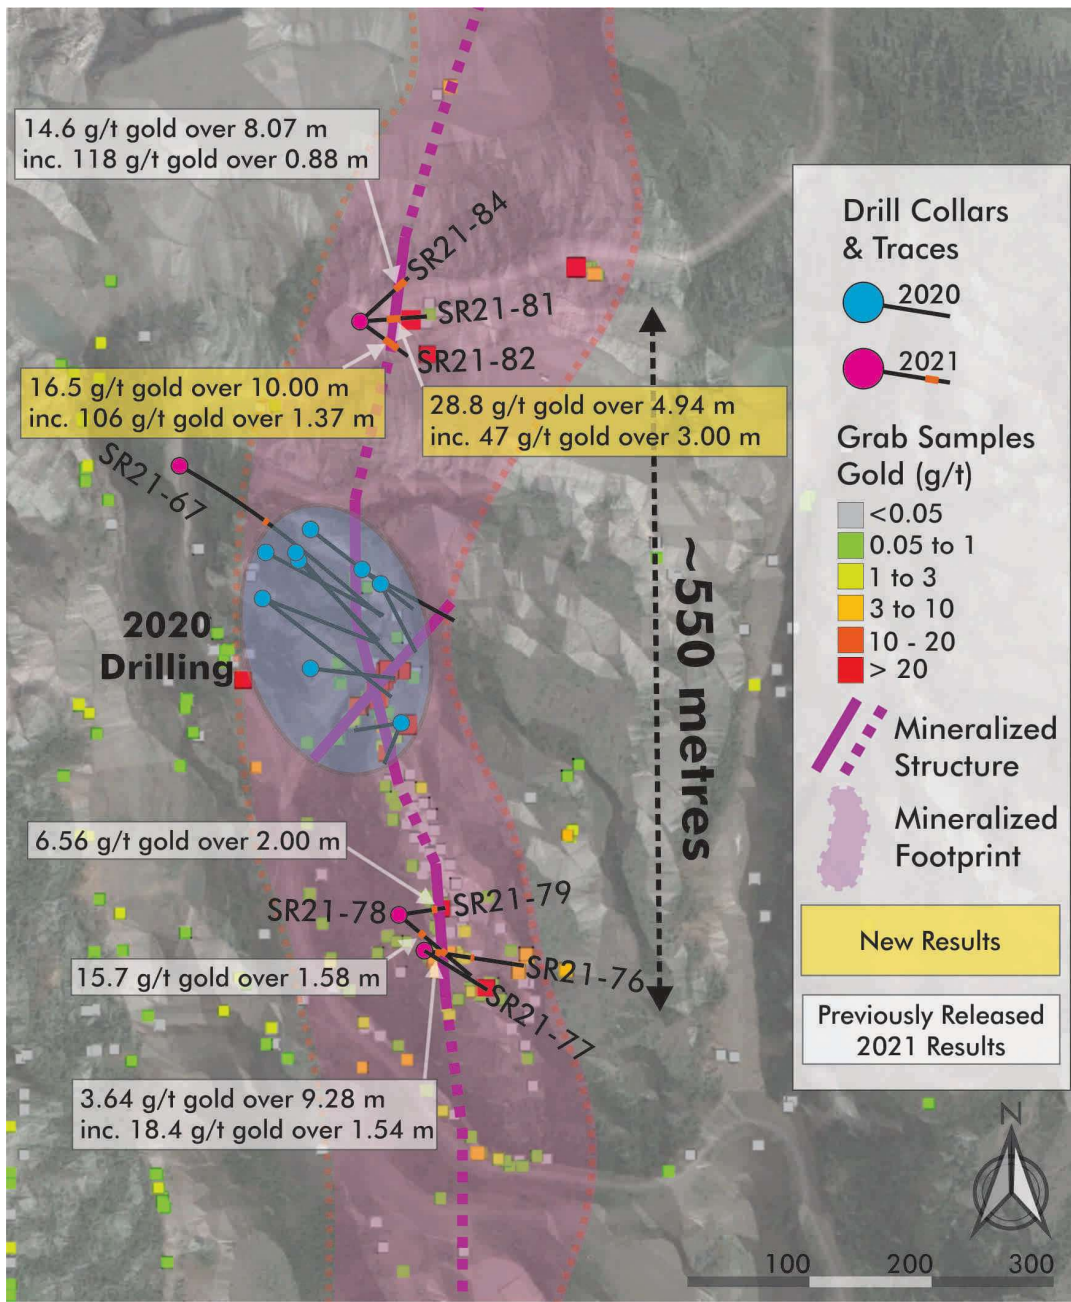 14.6 g/t gold over 8.07 m
inc. 118 g/t gold over 0.88 m
SR21-84
SR21-81
SR21-82
16.5 g/t gold over 10.00 m
inc. 106 g/t gold over 1.37 m
28.8 g/t gold over 4.94 m
inc. 47 g/t gold over 3.00 m
SR21-67
2020
Drilling
~550 metres
6.56 g/t gold over 2.00 m
SR21-78
SR21-79
15.7 g/t gold over 1.58 m
SR21-76
SR21-77
3.64 g/t gold over 9.28 m
inc. 18.4 g/t gold over 1.54 m
Drill Collars
& Traces
2020
2021
Grab Samples
Gold (g/t)
<0.05
0.05 to 1
1 to 3
3 to 10
10 - 20
> 20
Mineralized
Structure
Mineralized
Footprint
New Results
Previously Released
2021 Results
N
100 200 300